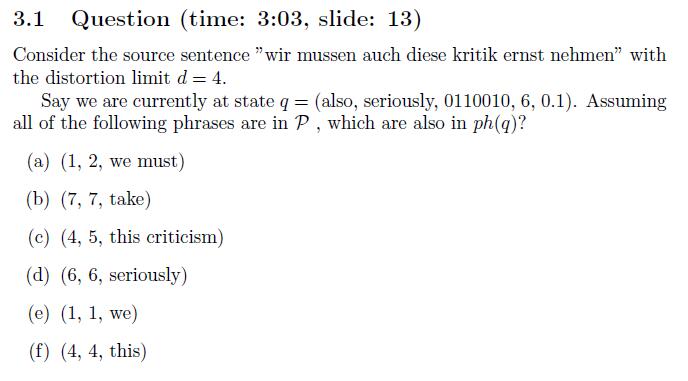 3.1 Question (time: 3:03, slide: 13)
Consider the source sentence ”wir mussen auch diese kritik ernst nehmen” with
the distortion limit d = 4.
Say we are currently at state q = (also, seriously, 0110010, 6, 0.1). Assuming
all of the following phrases are in P , which are also in ph(q)?
(a) (1, 2, we must)
(b) (7, 7, take)
(c) (4, 5, this criticism)
(d) (6, 6, seriously)
(e) (1, 1, we)
(f) (4, 4, this)